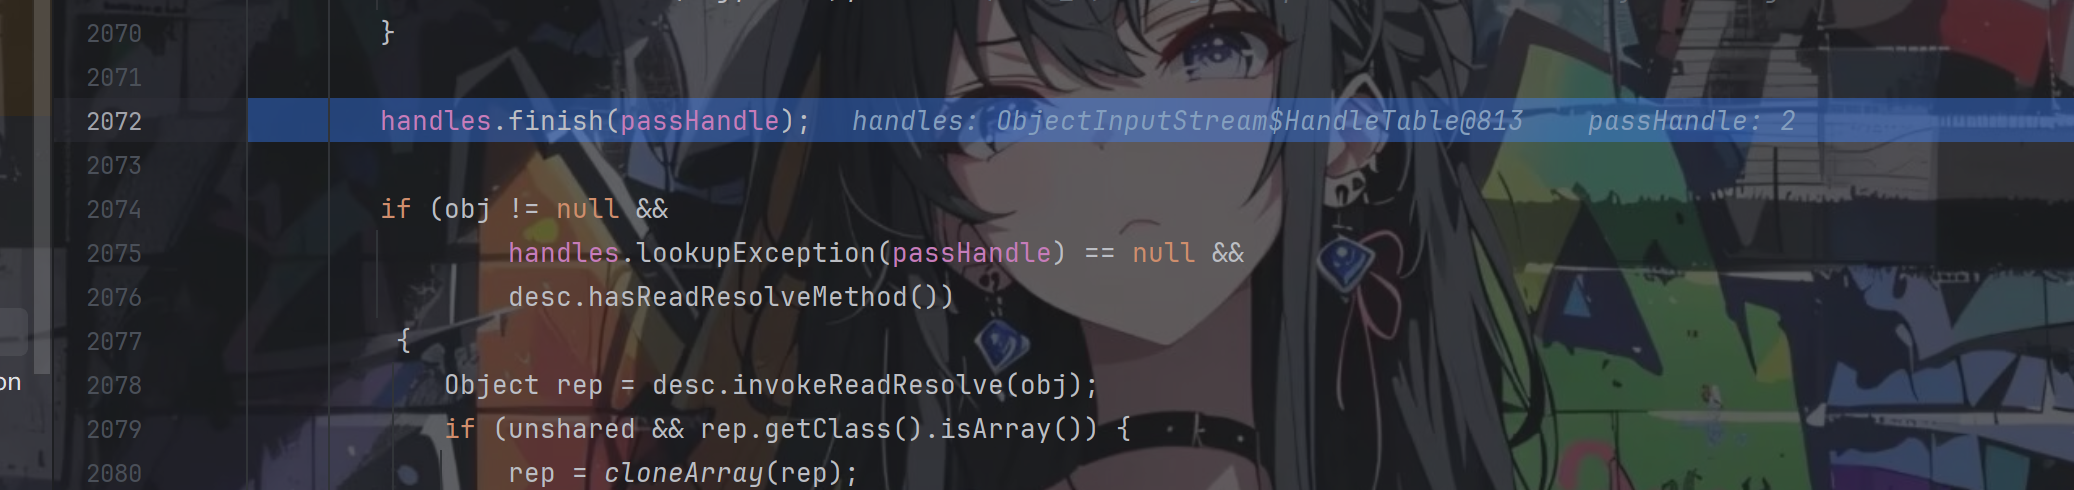 2070 }
2071
2072 handles.finish(passHandle); handles: ObjectInputStream$HandleTable@813 passHandle: 2
2073
2074 if (obj != null &&
2075 handles.lookupException(passHandle) == null &&
2076 desc.hasReadResolveMethod())
2077 {
on
2078 Object rep = desc.invokeReadResolve(obj);
2079 if (unshared && rep.getClass().isArray()) {
2080 rep = cloneArray(rep);